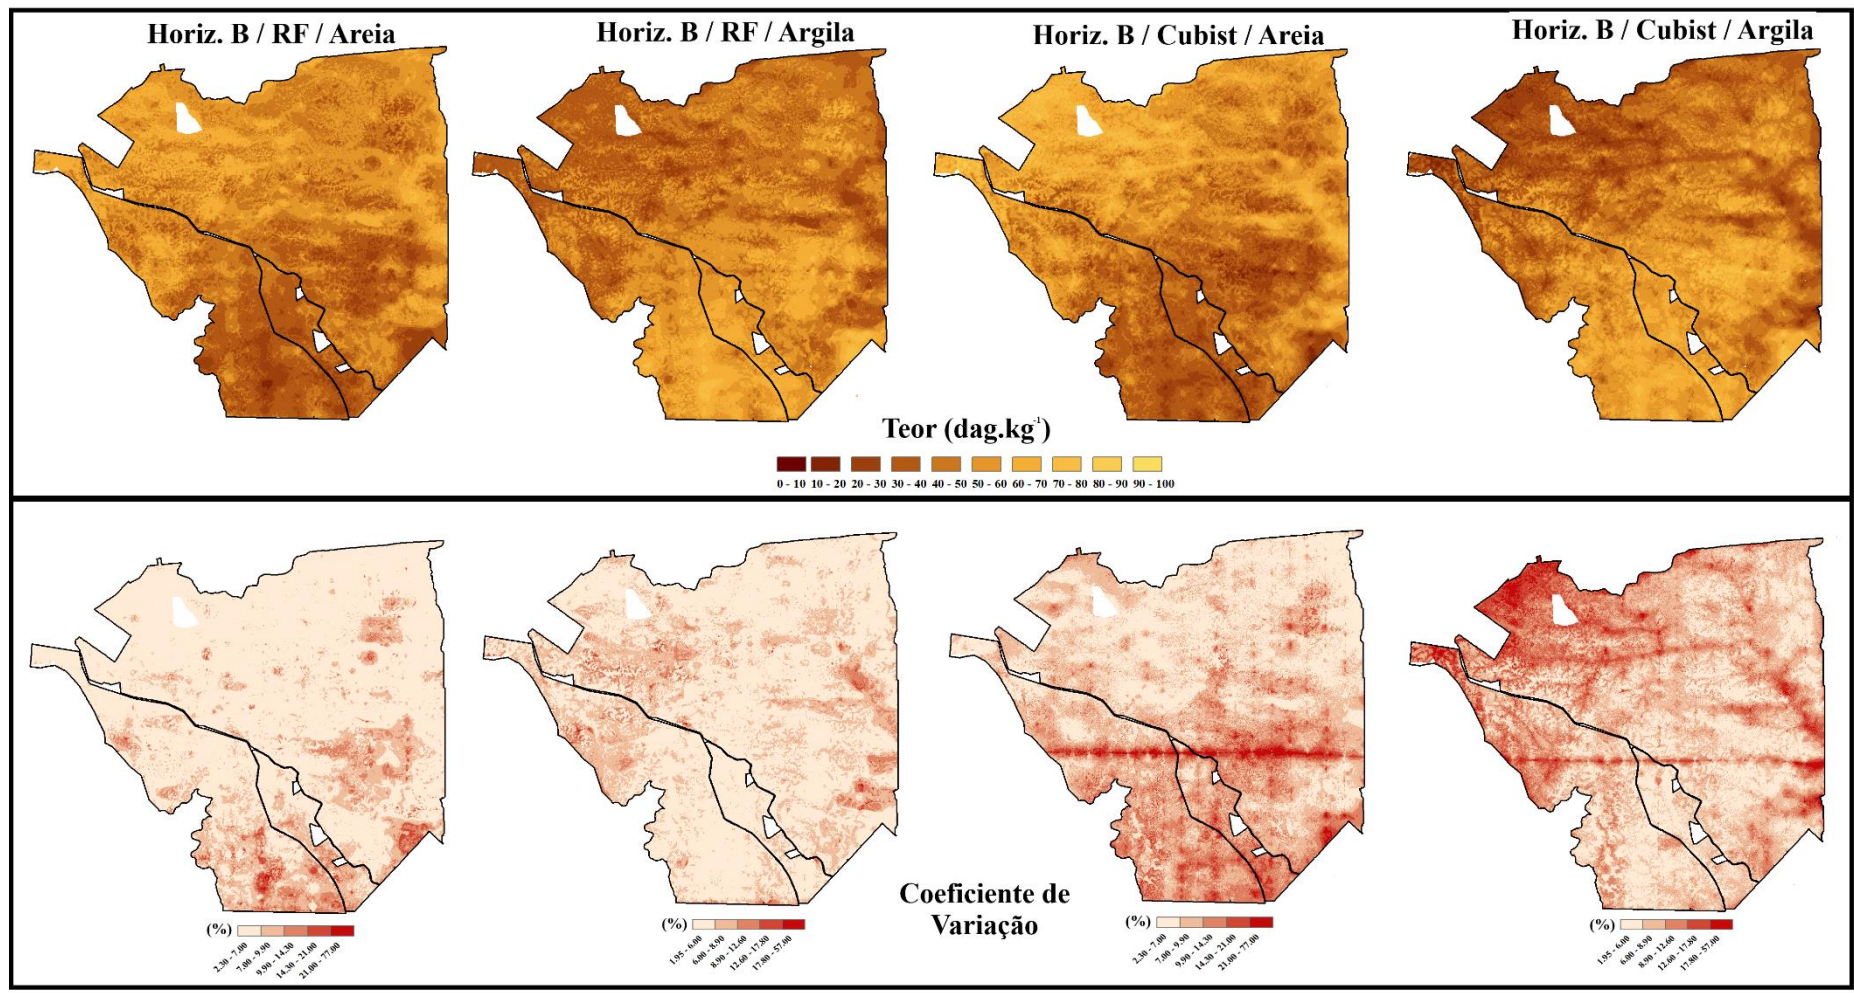 Horiz. B / RF / Areia
Horiz. B / RF / Argila
Horiz. B / Cubist / Areia
Horiz. B / Cubist / Argila
Teor (dag.kg⁻¹)
0 - 10 10 - 20 20 - 30 30 - 40 40 - 50 50 - 60 60 - 70 70 - 80 80 - 90 90 - 100
Coeficiente de
Variação
(%)
2.30 - 7.00
7.00 - 9.90
9.90 - 14.30
14.30 - 21.00
21.00 - 77.00
(%)
1.95 - 6.00
6.00 - 8.90
8.90 - 12.60
12.60 - 17.80
17.80 - 57.00
(%)
2.30 - 7.00
7.00 - 9.90
9.90 - 14.30
14.30 - 21.00
21.00 - 77.00
(%)
1.95 - 6.00
6.00 - 8.90
8.90 - 12.60
12.60 - 17.80
17.80 - 57.00